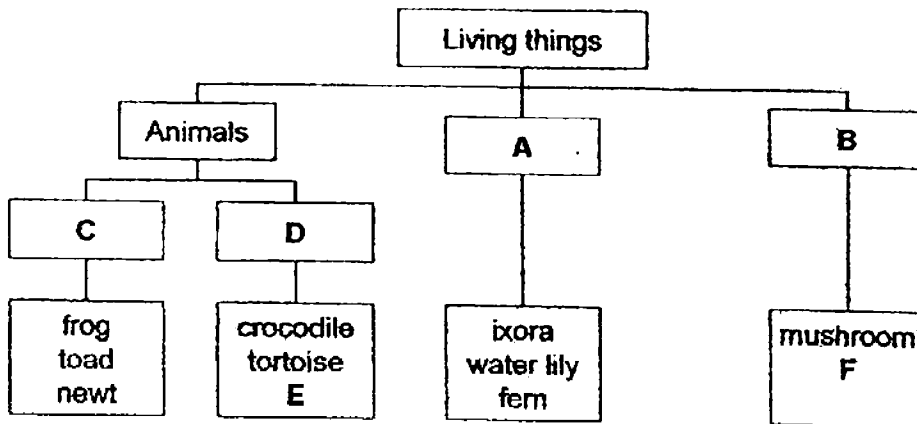 Living things
Animals
A
B
C
D
frog
toad
newt
crocodile
tortoise
E
ixora
water lily
fern
mushroom
F